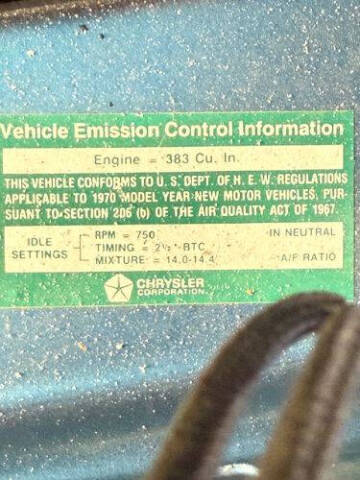 Vehicle Emission Control Information
Engine = 383 Cu. In.
THIS VEHICLE CONFORMS TO U. S. DEPT. OF H. E. W. REGULATIONS
APPLICABLE TO 1970 MODEL YEAR NEW MOTOR VEHICLES, PUR-
SUANT TO SECTION 206 (b) OF THE AIR QUALITY ACT OF 1967.
IDLE SETTINGS
RPM = 750 IN NEUTRAL
TIMING = 2½° BTC
MIXTURE = 14.0-14.4 A/F RATIO
CHRYSLER
CORPORATION